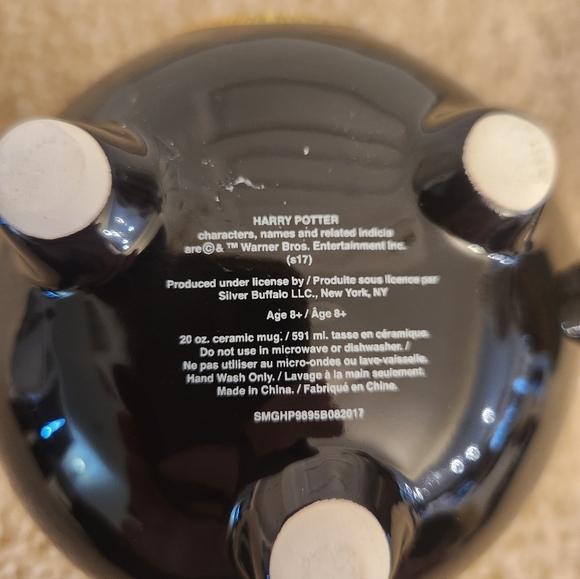 HARRY POTTER
characters, names and related indicia
are © & ™ Warner Bros. Entertainment Inc.
(s17)
Produced under license by / Produite sous licence par
Silver Buffalo LLC., New York, NY
Age 8+ / Âge 8+
20 oz. ceramic mug. / 591 ml. tasse en céramique.
Do not use in microwave or dishwasher. /
Ne pas utiliser au micro-ondes ou lave-vaisselle.
Hand Wash Only. / Lavage à la main seulement.
Made in China. / Fabriqué en Chine.
SMGHP9895B082017